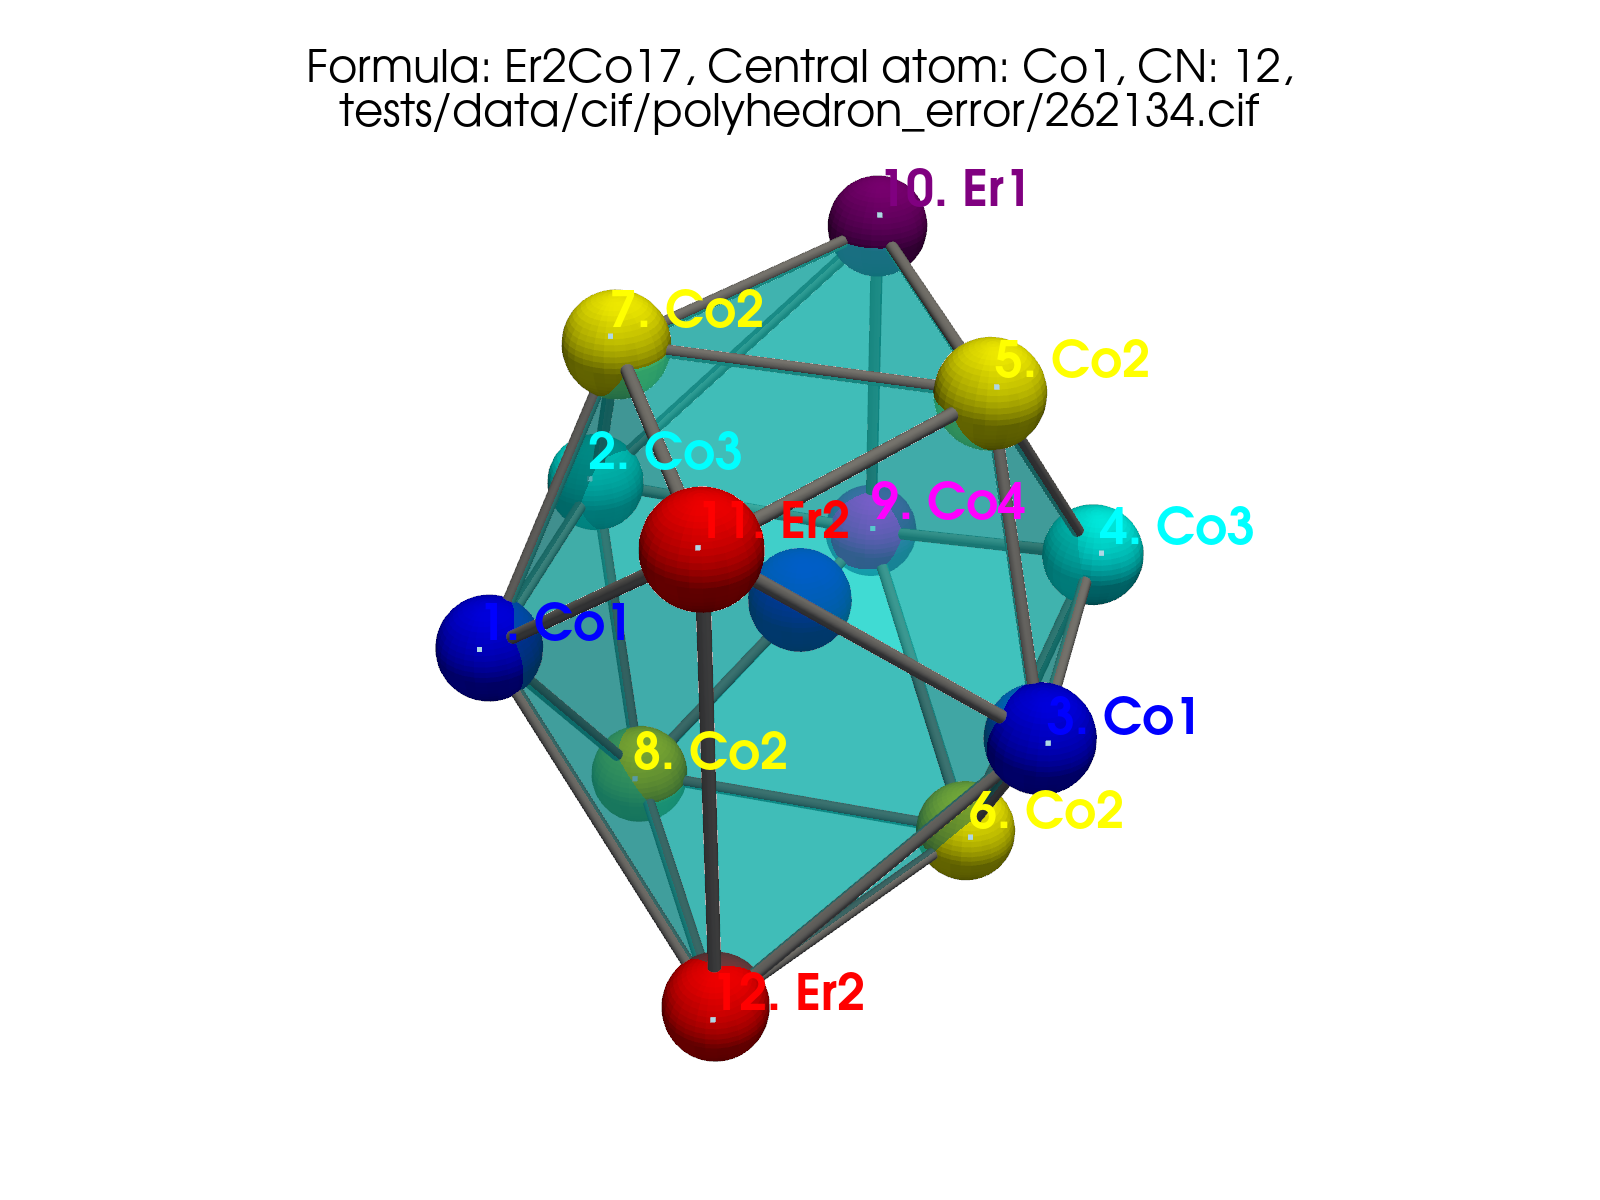 Formula: Er2Co17, Central atom: Co1, CN: 12,
tests/data/cif/polyhedron_error/262134.cif
10. Er1
7. Co2
5. Co2
2. Co3
9. Co4
11. Er2
4. Co3
1. Co1
3. Co1
8. Co2
6. Co2
12. Er2